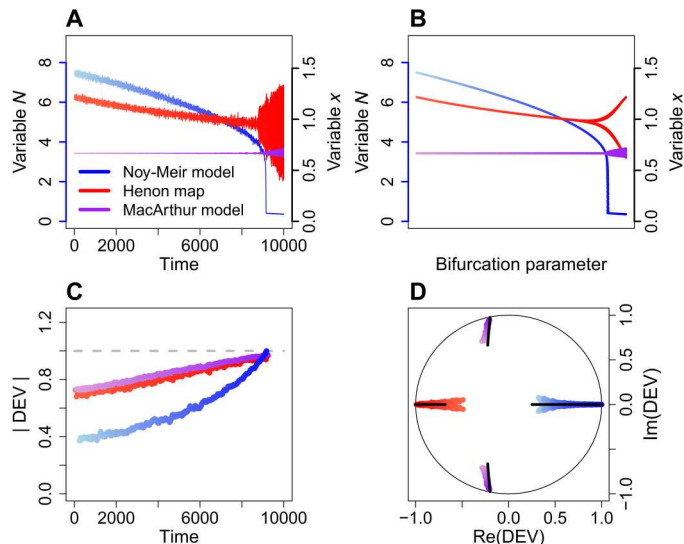 A
B
Variable N
8
6
4
2
0
1.5
1.0
0.5
0.0
Variable x
Noy-Meir model
Henon map
MacArthur model
0 2000 6000 10000
Time
Variable N
8
6
4
2
0
1.5
1.0
0.5
0.0
Variable x
Bifurcation parameter
C
D
| DEV |
1.2
0.8
0.4
0.0
0 2000 6000 10000
Time
1.0
0.5
0.0
−1.0
Im(DEV)
−1.0 0.0 0.5 1.0
Re(DEV)